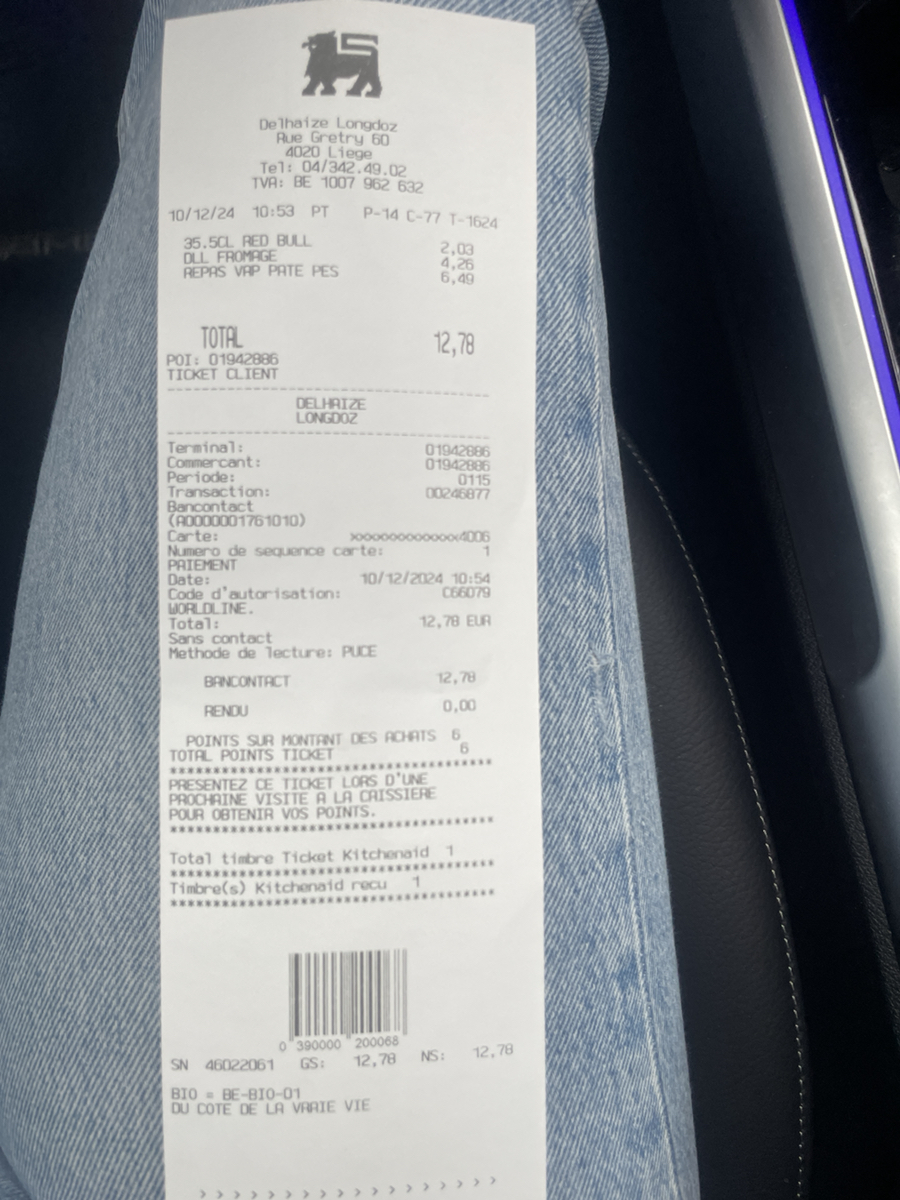 Delhaize Longdoz
Rue Gretry 60
4020 Liege
Tel: 04/342.49.02
TVA: BE 1007 962 632
10/12/24 10:53 PT P-14 C-77 T-1624
35.5CL RED BULL 2,03
DLL FROMAGE 4,26
REPAS VAP PATE PES 6,49
TOTAL 12,78
POI: 01942886
TICKET CLIENT
--------------------------------
DELHAIZE
LONGDOZ
--------------------------------
Terminal: 01942886
Commercant: 01942886
Periode: 0115
Transaction: 00246877
Bancontact
(A0000001761010)
Carte: xxxxxxxxxxxxx4006
Numero de sequence carte: 1
PAIEMENT
Date: 10/12/2024 10:54
Code d'autorisation: C66079
WORLDLINE.
Total: 12,78 EUR
Sans contact
Methode de lecture: PUCE
BANCONTACT 12,78
RENDU 0,00
POINTS SUR MONTANT DES ACHATS 6
TOTAL POINTS TICKET 6
**************************************
PRESENTEZ CE TICKET LORS D'UNE
PROCHAINE VISITE A LA CAISSIERE
POUR OBTENIR VOS POINTS.
**************************************
Total timbre Ticket Kitchenaid 1
**************************************
Timbre(s) Kitchenaid recu 1
**************************************
0 390000 200068
SN 46022061 GS: 12,78 NS: 12,78
BIO = BE-BIO-01
DU COTE DE LA VRAIE VIE
> > > > > > > > > > > > > > > > > >